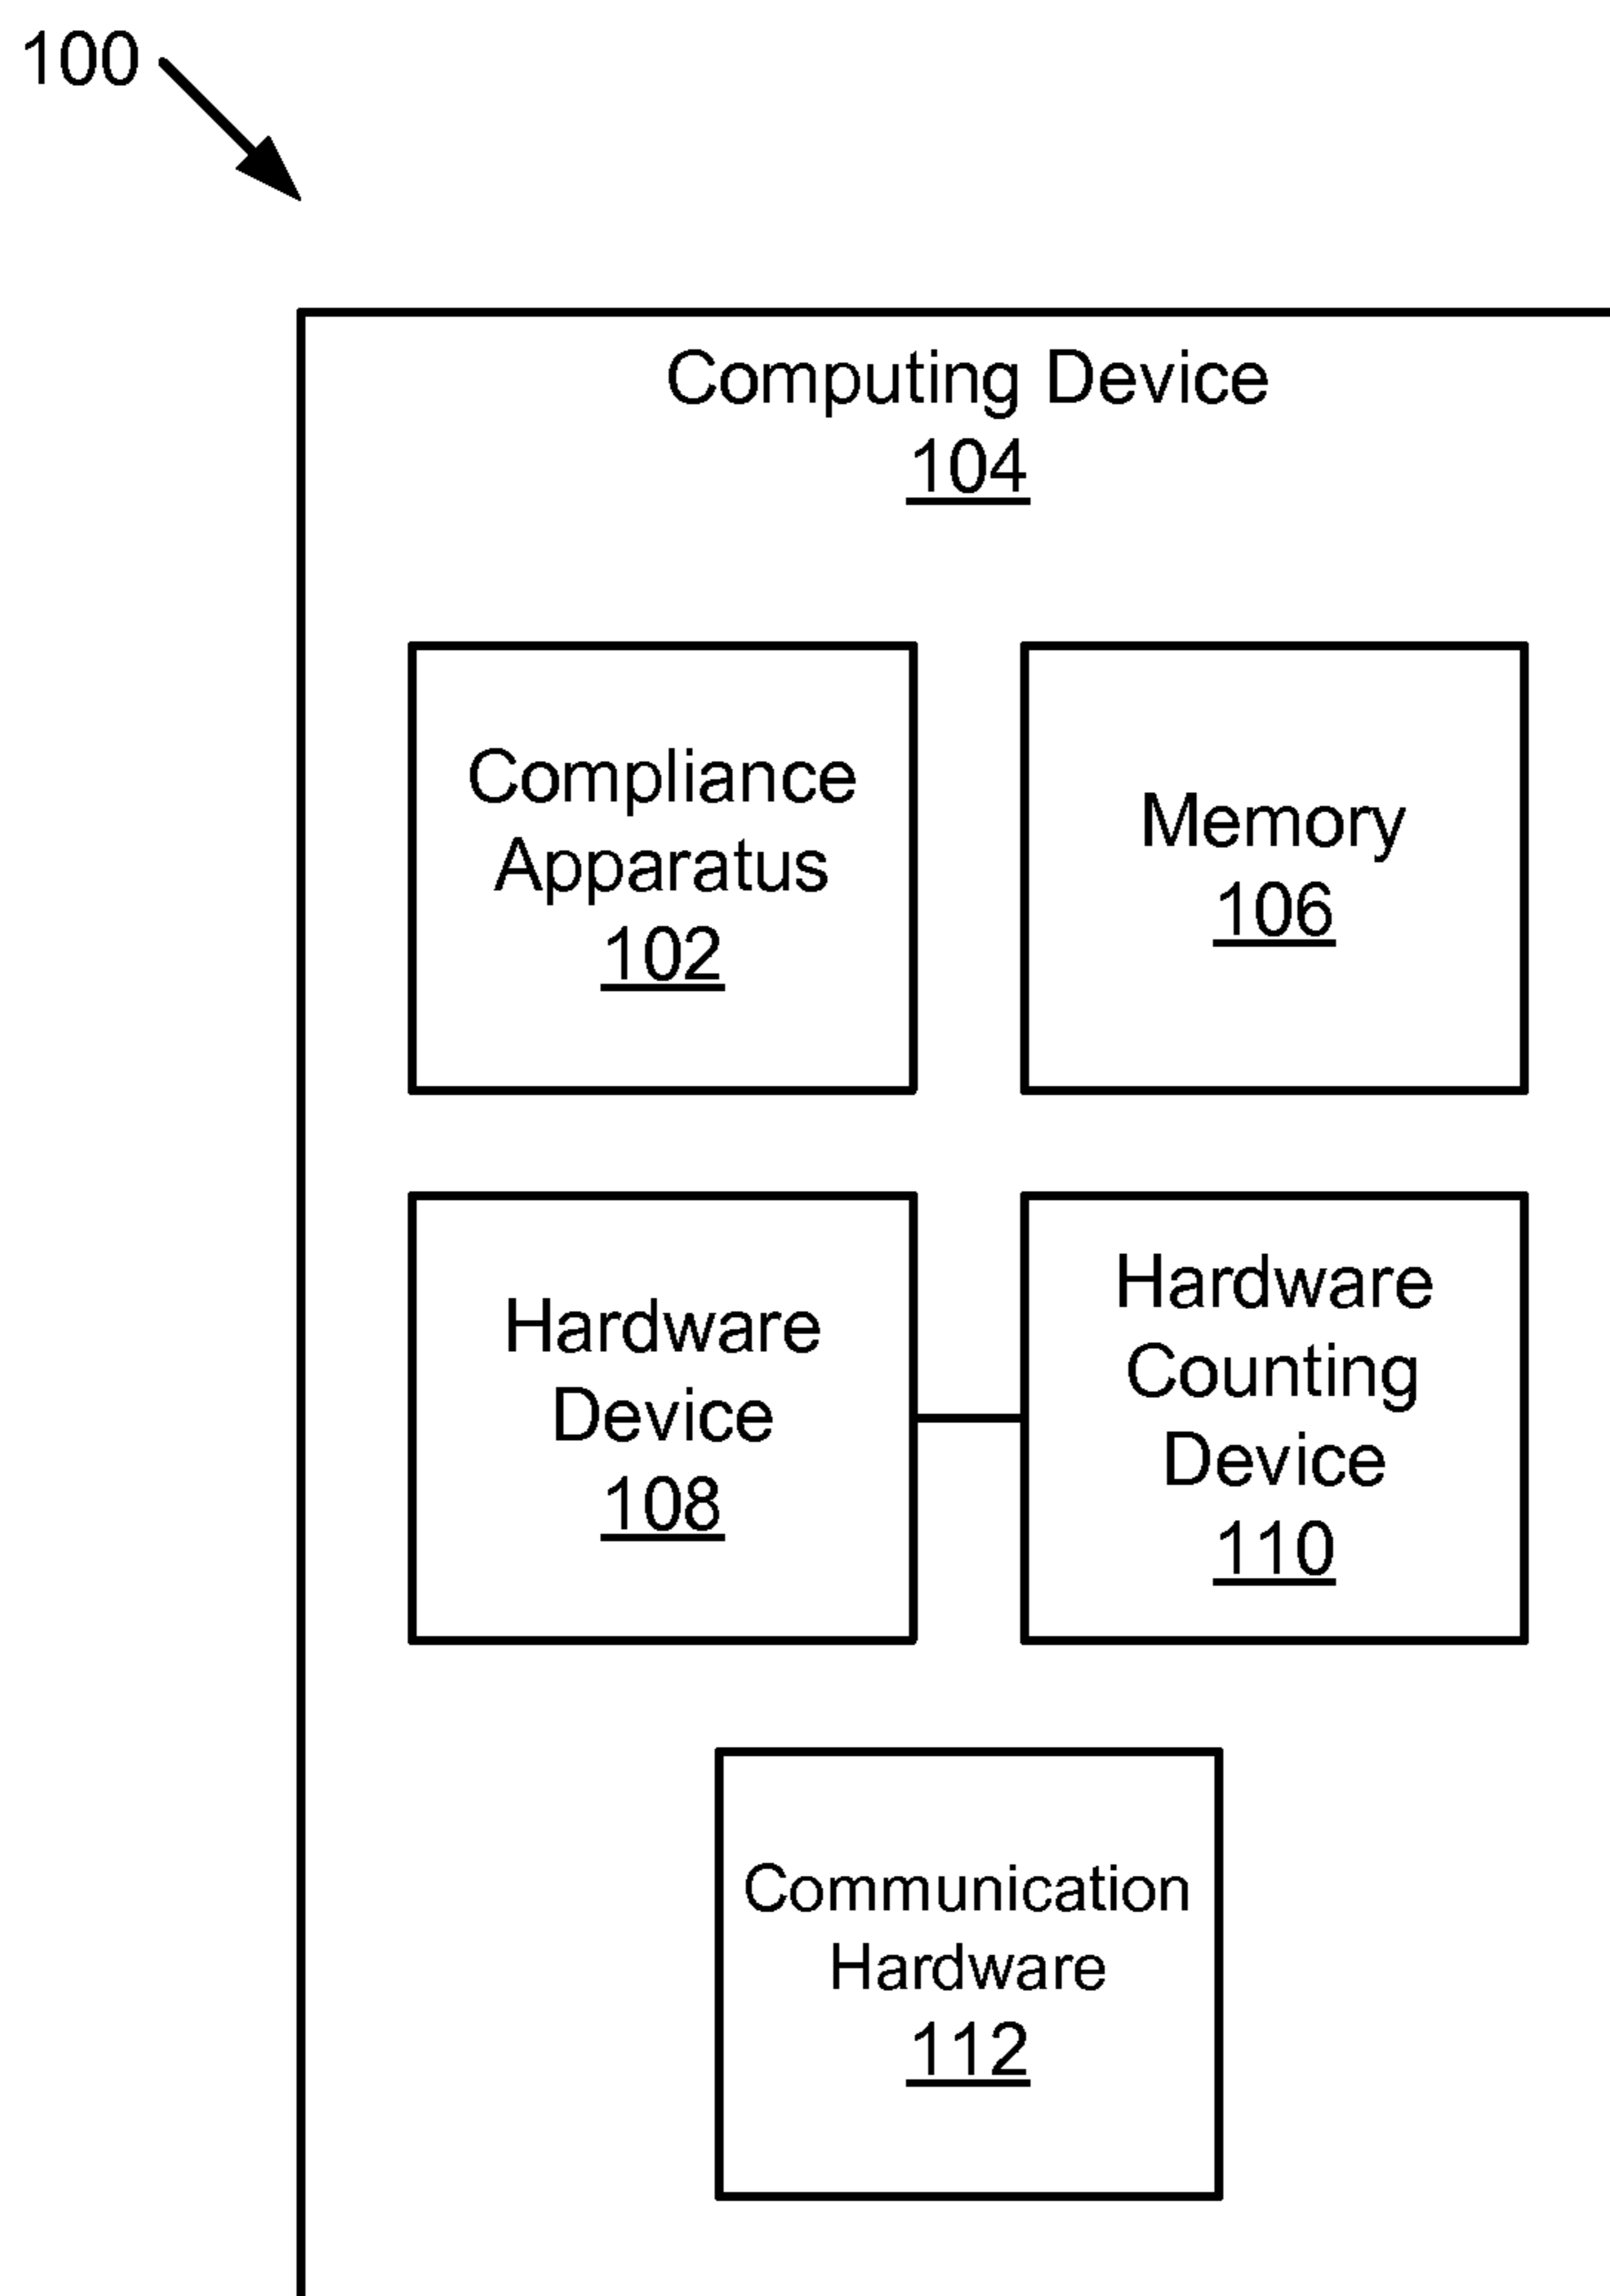 100
Computing Device
104
Compliance
Apparatus
102
Memory
106
Hardware
Device
108
Hardware
Counting
Device
110
Communication
Hardware
112